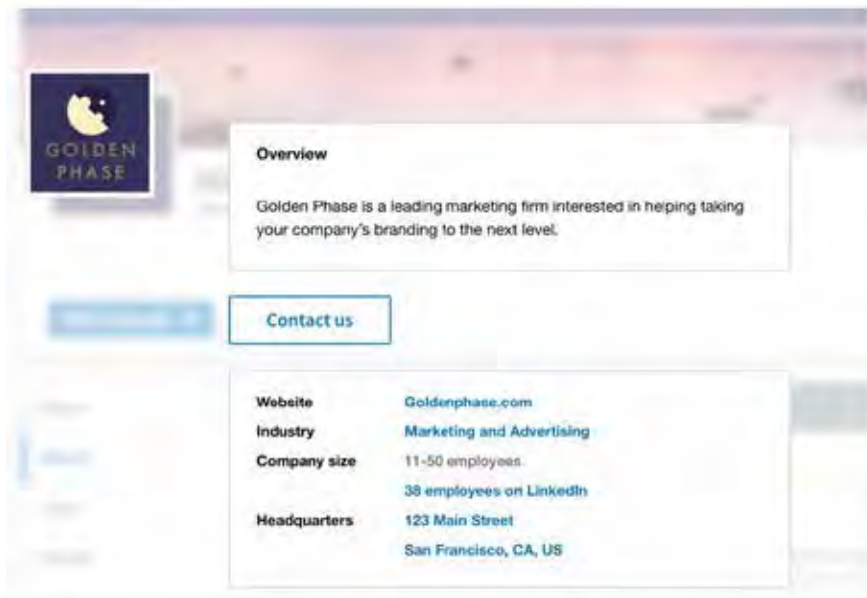 GOLDEN
PHASE
Overview
Golden Phase is a leading marketing firm interested in helping taking
your company's branding to the next level.
Contact us
Website Goldenphase.com
Industry Marketing and Advertising
Company size 11-50 employees
38 employees on LinkedIn
Headquarters 123 Main Street
San Francisco, CA, US